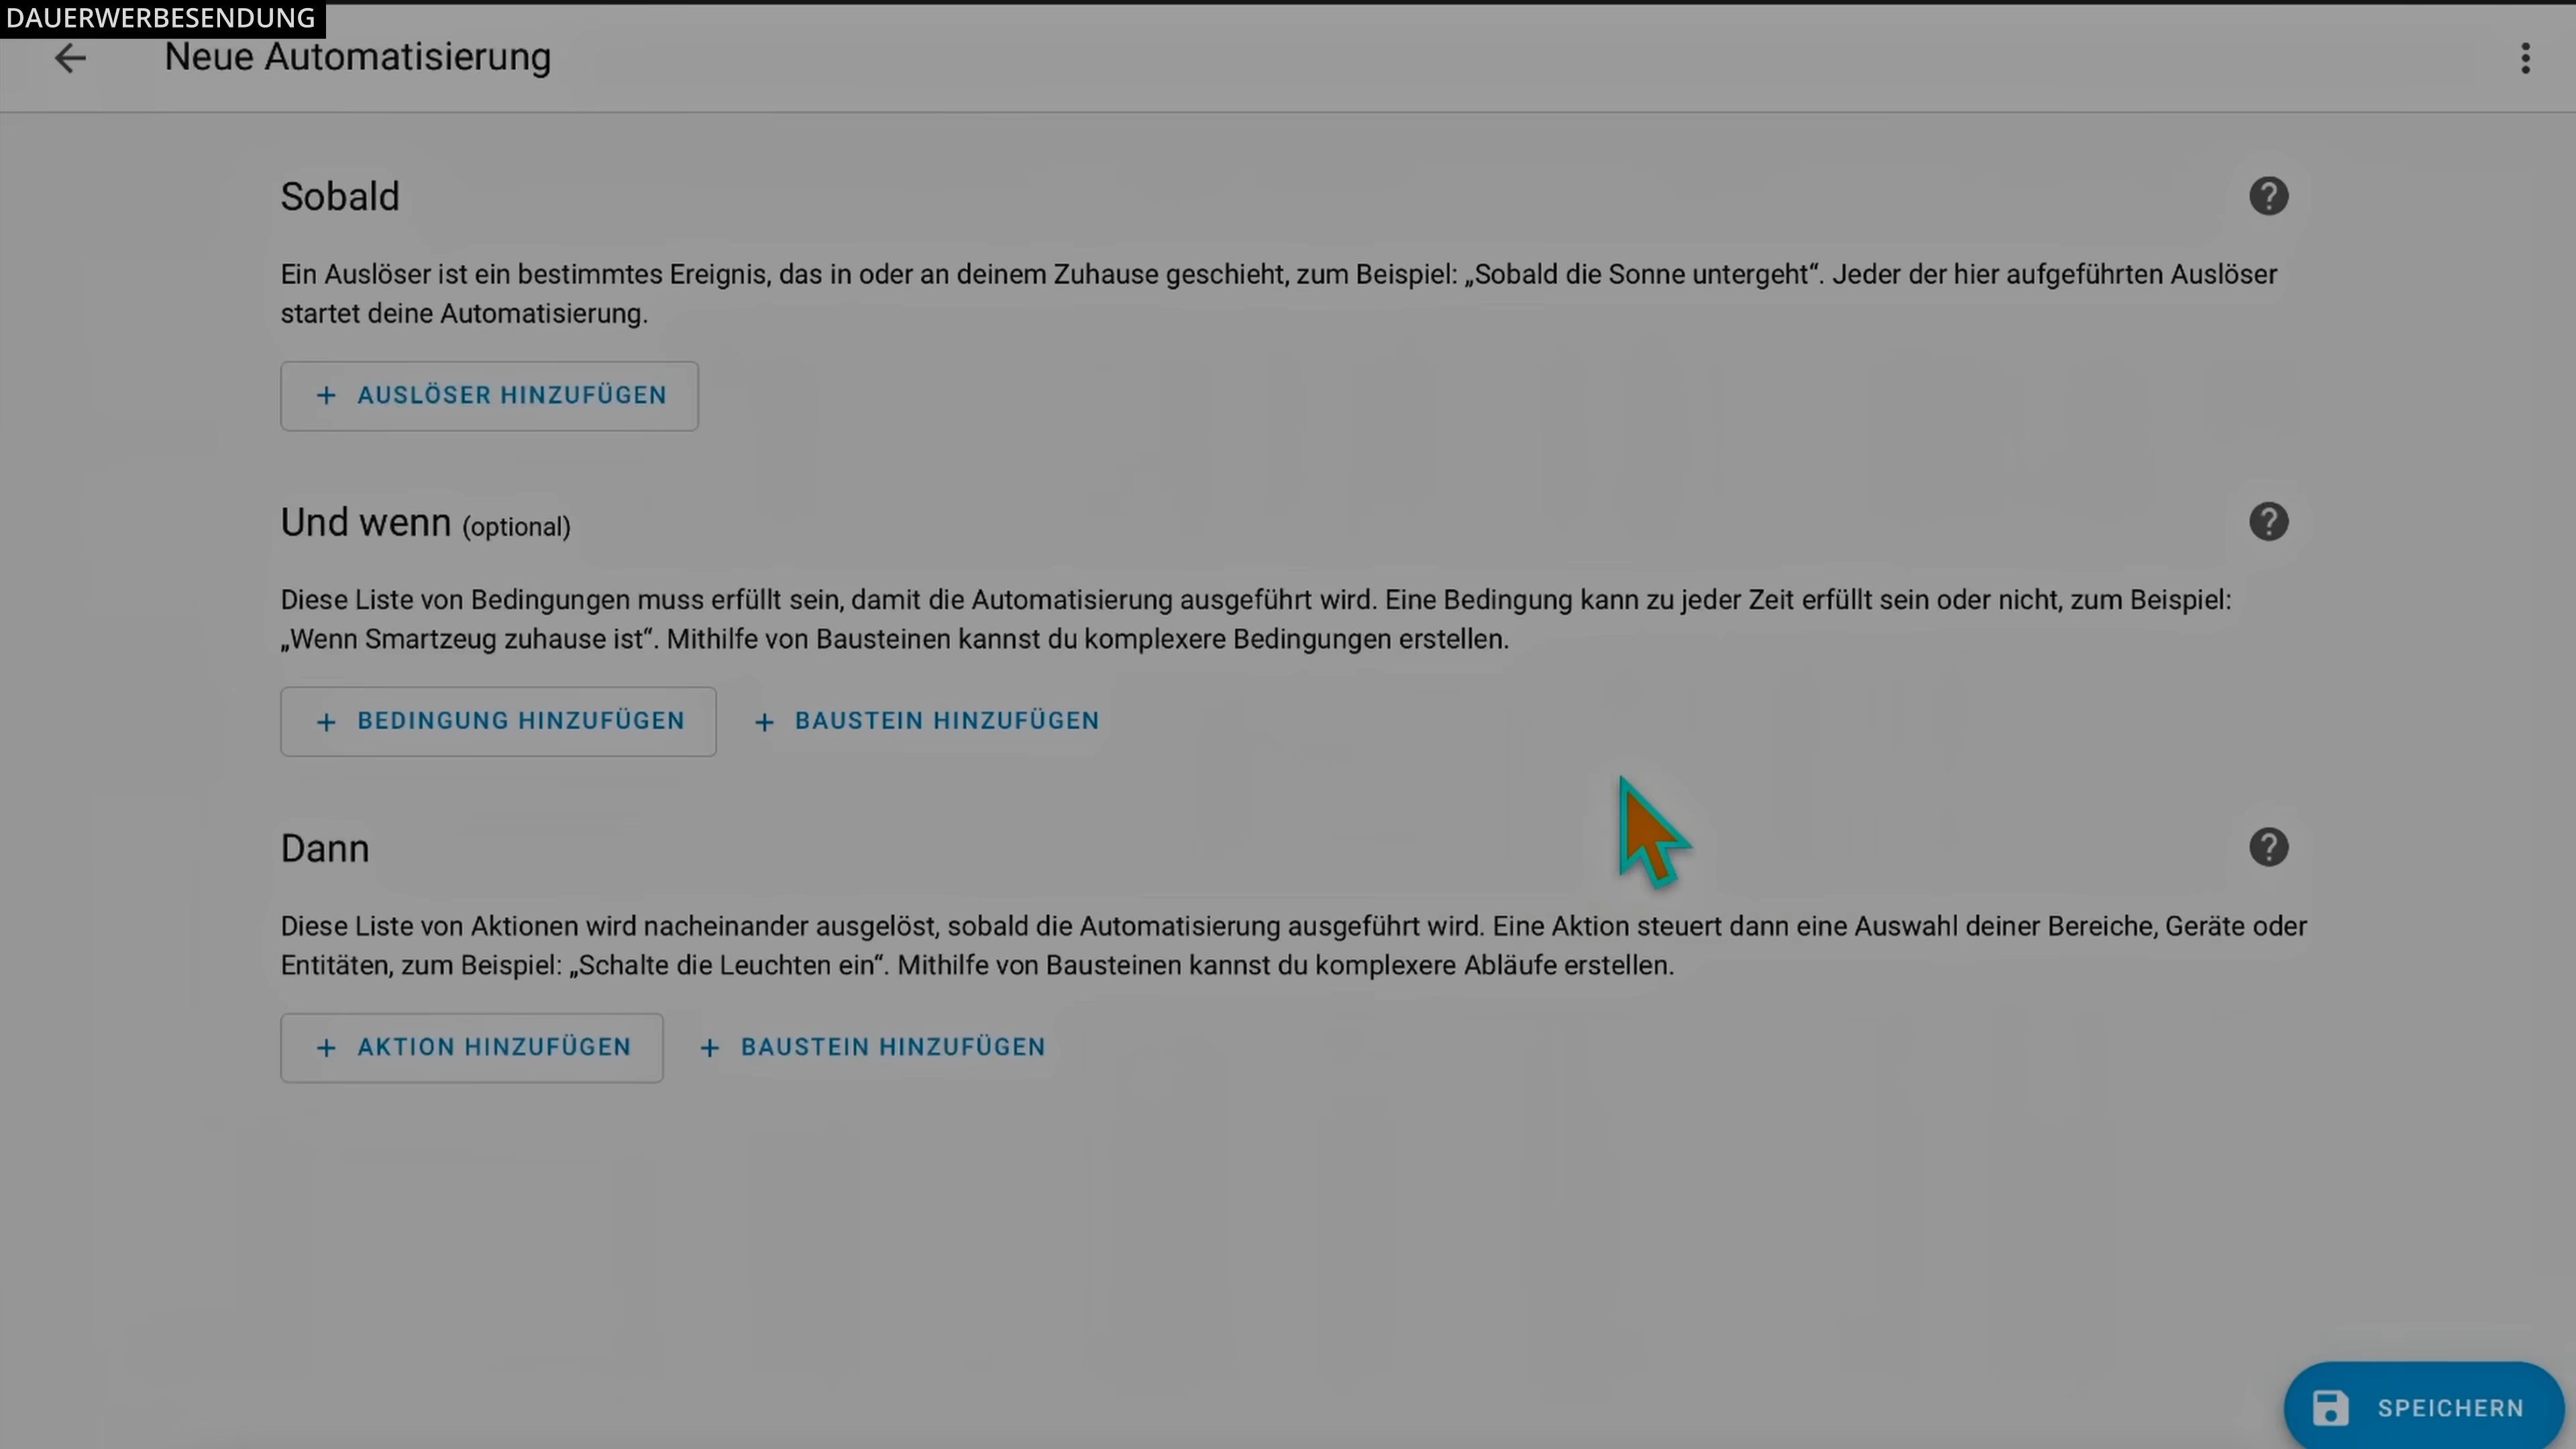 DAUERWERBESENDUNG
Neue Automatisierung
Sobald
Ein Auslöser ist ein bestimmtes Ereignis, das in oder an deinem Zuhause geschieht, zum Beispiel: „Sobald die Sonne untergeht“. Jeder der hier aufgeführten Auslöser
startet deine Automatisierung.
+ AUSLÖSER HINZUFÜGEN
Und wenn (optional)
Diese Liste von Bedingungen muss erfüllt sein, damit die Automatisierung ausgeführt wird. Eine Bedingung kann zu jeder Zeit erfüllt sein oder nicht, zum Beispiel:
„Wenn Smartzeug zuhause ist“. Mithilfe von Bausteinen kannst du komplexere Bedingungen erstellen.
+ BEDINGUNG HINZUFÜGEN + BAUSTEIN HINZUFÜGEN
Dann
Diese Liste von Aktionen wird nacheinander ausgelöst, sobald die Automatisierung ausgeführt wird. Eine Aktion steuert dann eine Auswahl deiner Bereiche, Geräte oder
Entitäten, zum Beispiel: „Schalte die Leuchten ein“. Mithilfe von Bausteinen kannst du komplexere Abläufe erstellen.
+ AKTION HINZUFÜGEN + BAUSTEIN HINZUFÜGEN
SPEICHERN